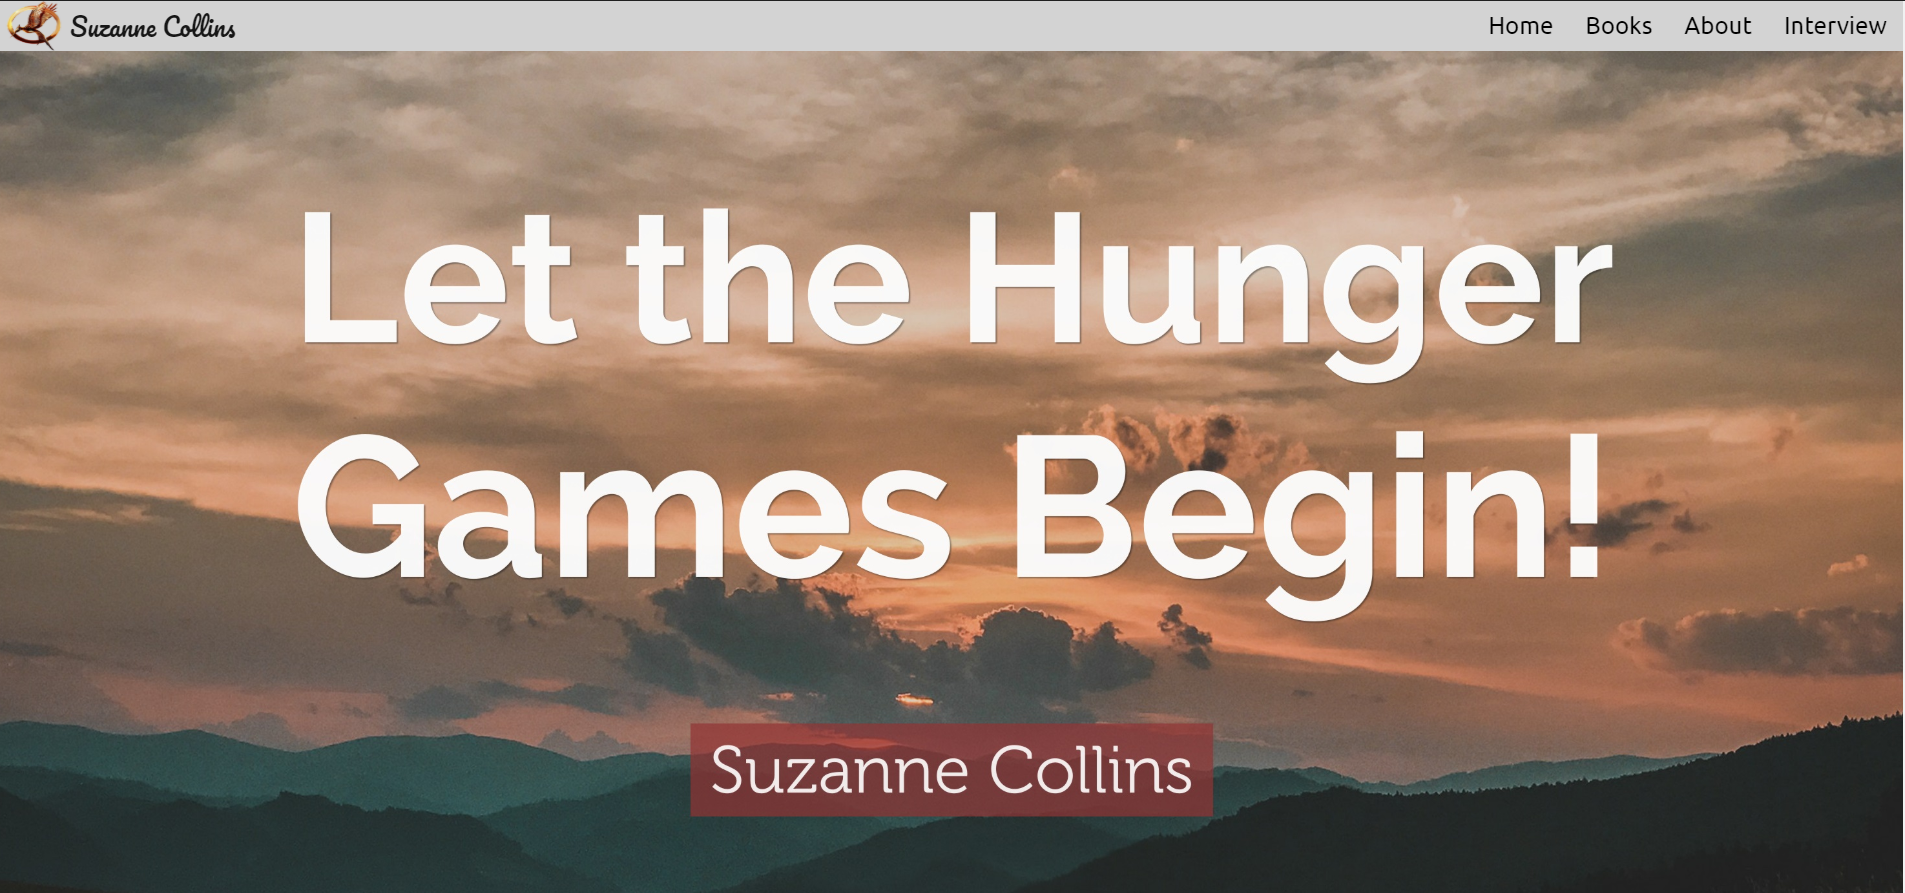 Suzanne Collins
Home Books About Interview
Let the Hunger
Games Begin!
Suzanne Collins